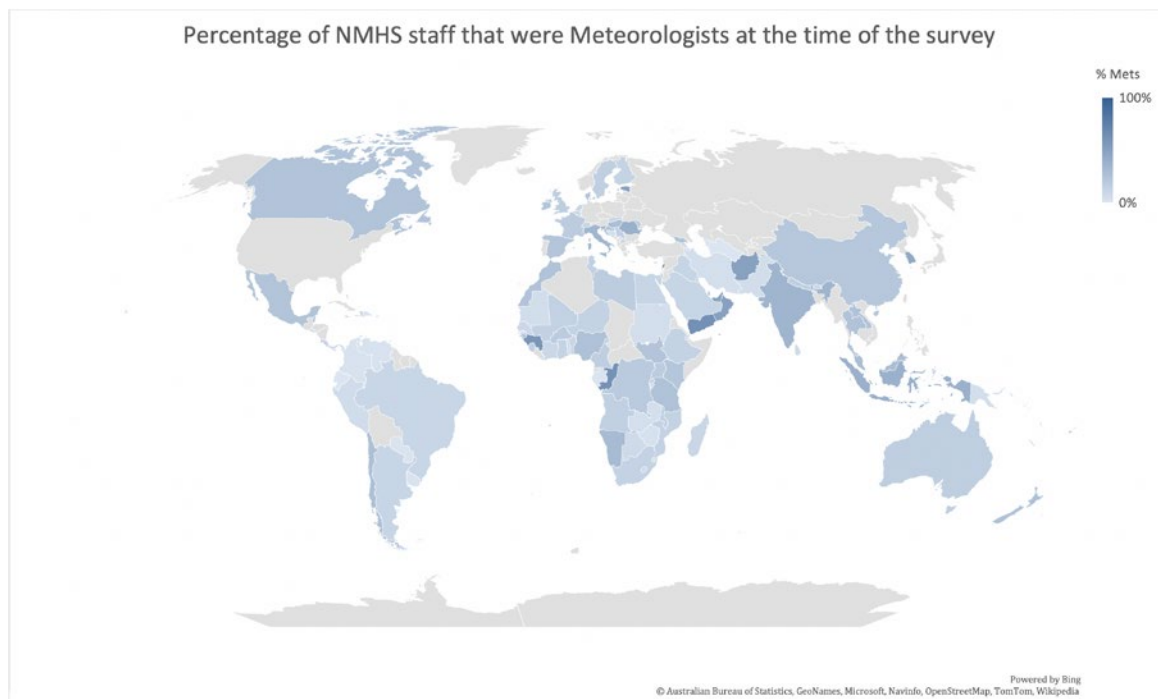 Percentage of NMHS staff that were Meteorologists at the time of the survey
% Mets
100%
0%
Powered by Bing
© Australian Bureau of Statistics, GeoNames, Microsoft, Navinfo, OpenStreetMap, TomTom, Wikipedia